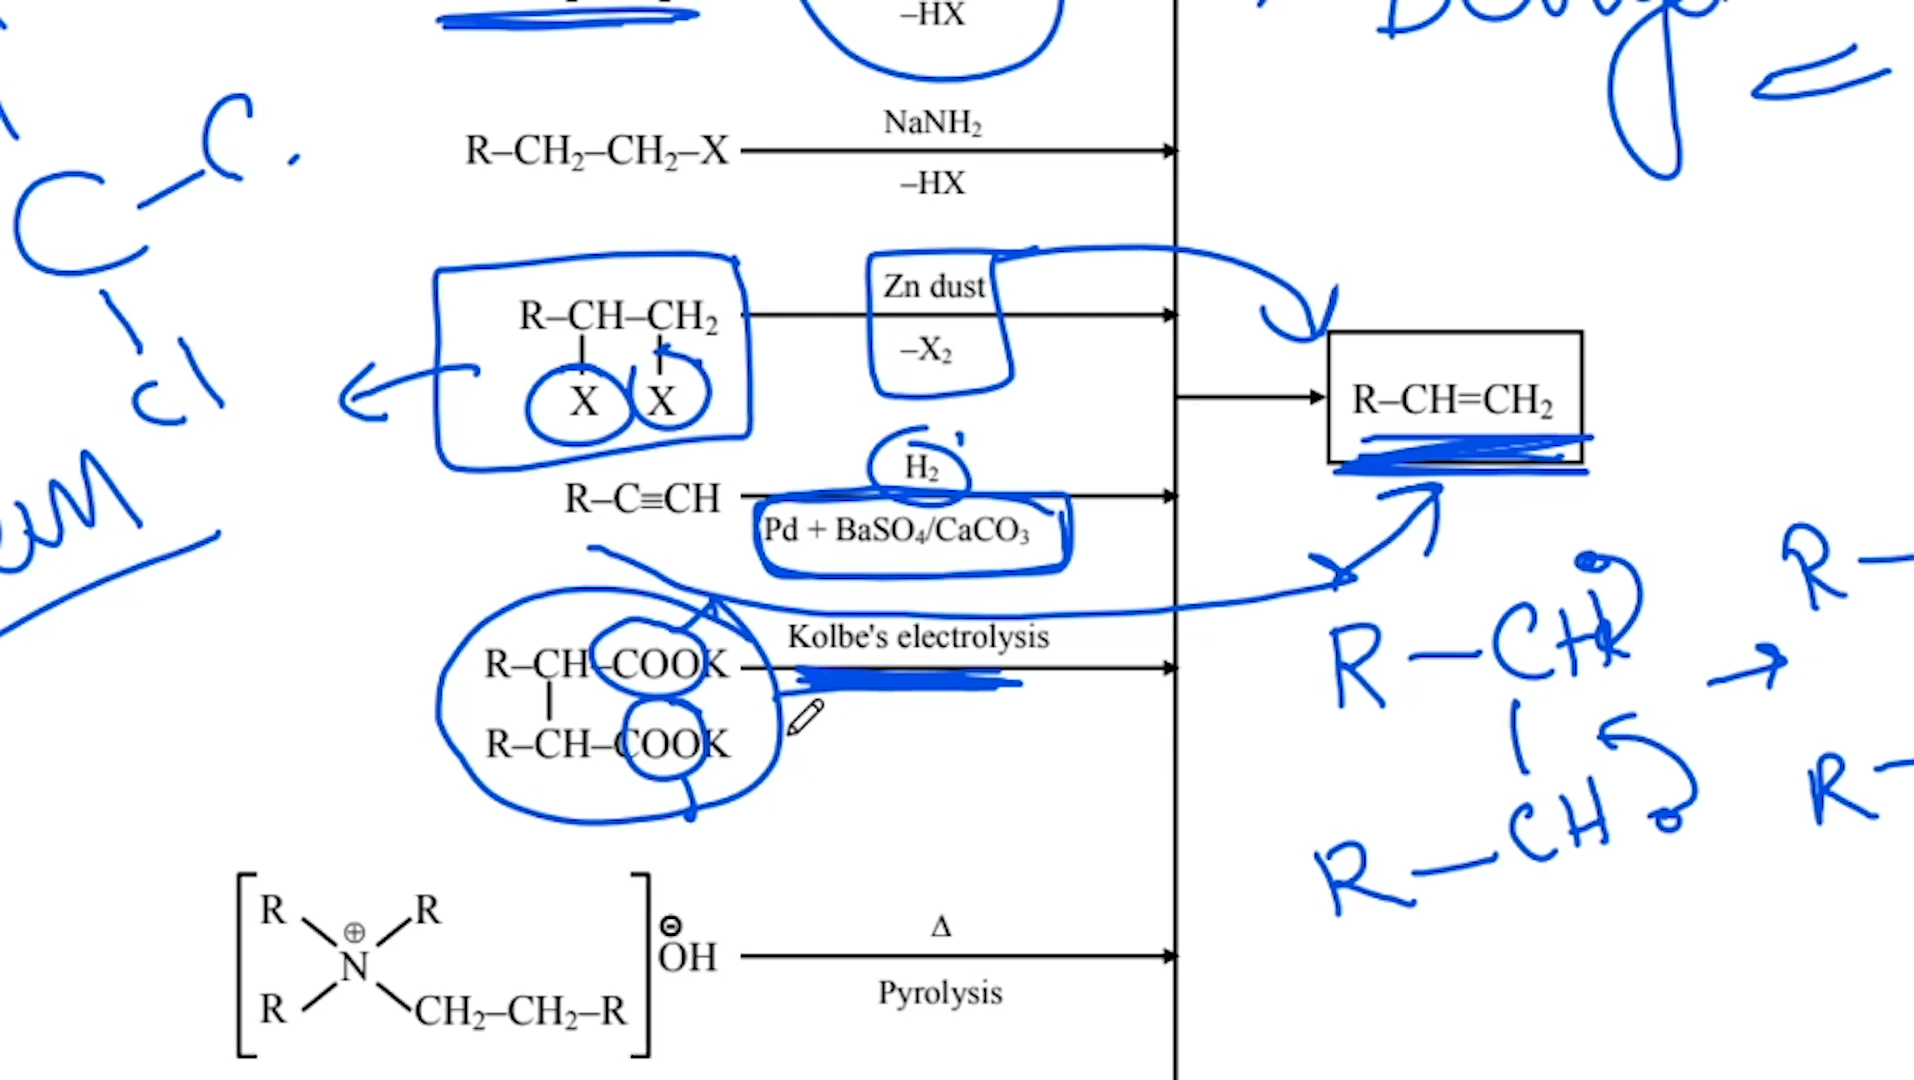 –HX
NaNH₂
R–CH₂–CH₂–X
–HX
C – C
Cl
Zn dust
R–CH–CH₂
–X₂
X X
R–CH=CH₂
H₂
R–C≡CH
Pd + BaSO₄/CaCO₃
Kolbe's electrolysis
R–CH–COOK
R–CH–COOK
R – CH → R –
R – CH R –
R ⊕ R
N
R CH₂–CH₂–R
⊖
OH
Δ
Pyrolysis